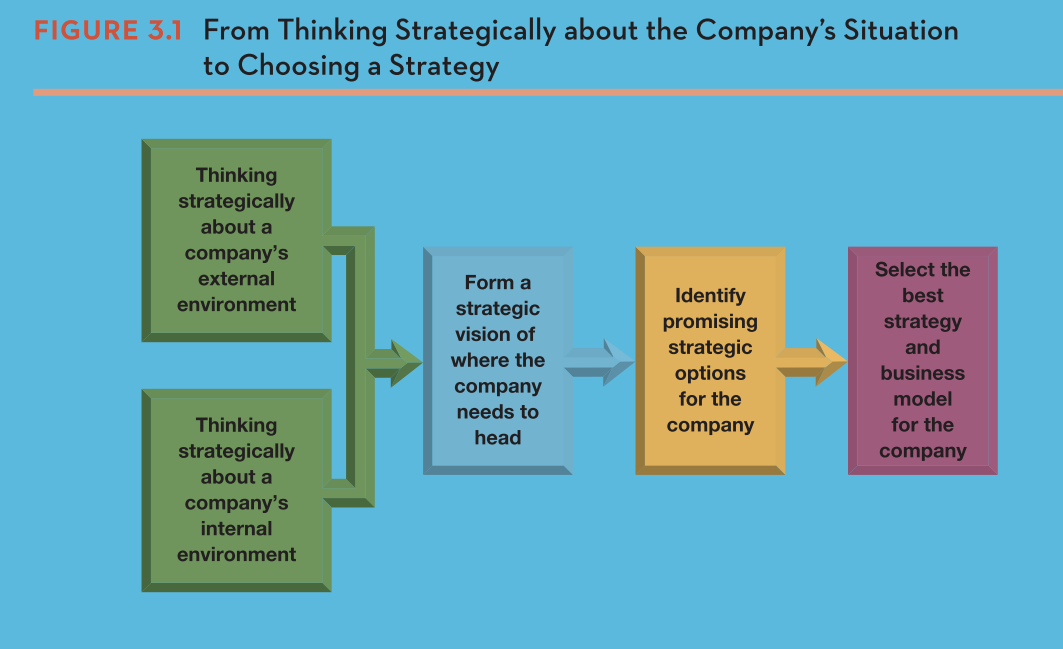 FIGURE 3.1 From Thinking Strategically about the Company's Situation
to Choosing a Strategy
Thinking
strategically
about a
company's
external
environment
Thinking
strategically
about a
company's
internal
environment
Form a
strategic
vision of
where the
company
needs to
head
Identify
promising
strategic
options
for the
company
Select the
best
strategy
and
business
model
for the
company